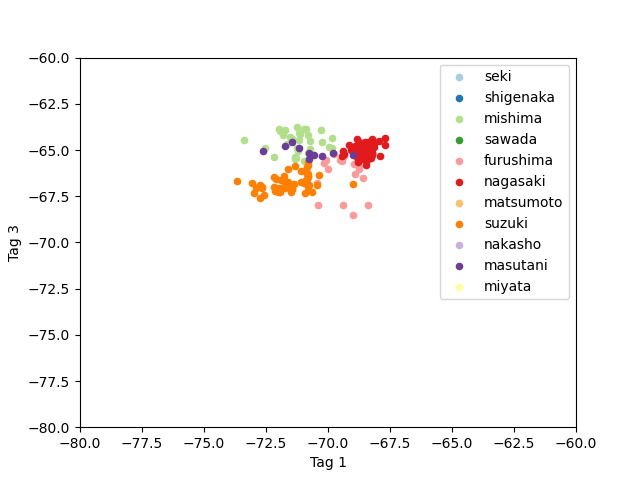 −60.0
−62.5
−65.0
−67.5
−70.0
−72.5
−75.0
−77.5
−80.0
Tag 3
seki
shigenaka
mishima
sawada
furushima
nagasaki
matsumoto
suzuki
nakasho
masutani
miyata
−80.0 −77.5 −75.0 −72.5 −70.0 −67.5 −65.0 −62.5 −60.0
Tag 1